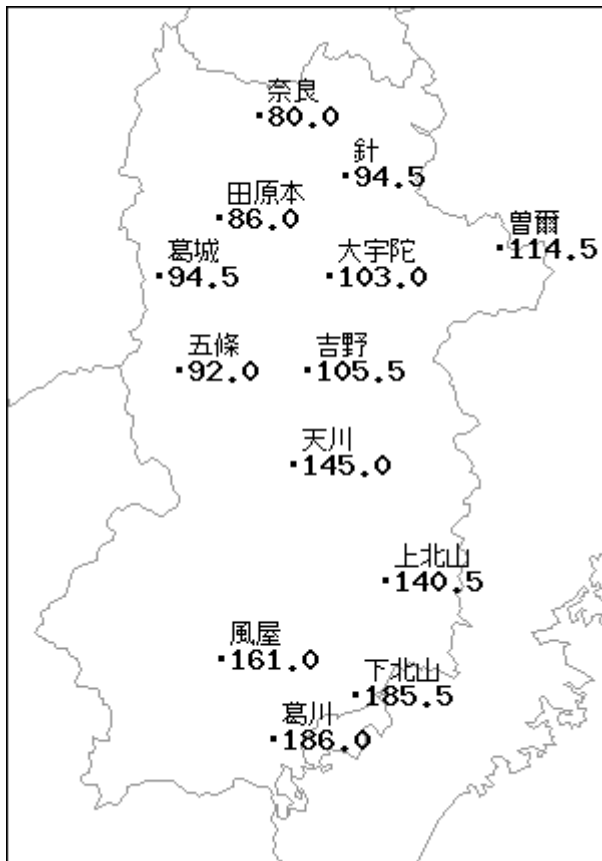 奈良
80.0
針
94.5
田原本
86.0
曽爾
114.5
葛城
94.5
大宇陀
103.0
五條
92.0
吉野
105.5
天川
145.0
上北山
140.5
風屋
161.0
下北山
185.5
葛川
186.0